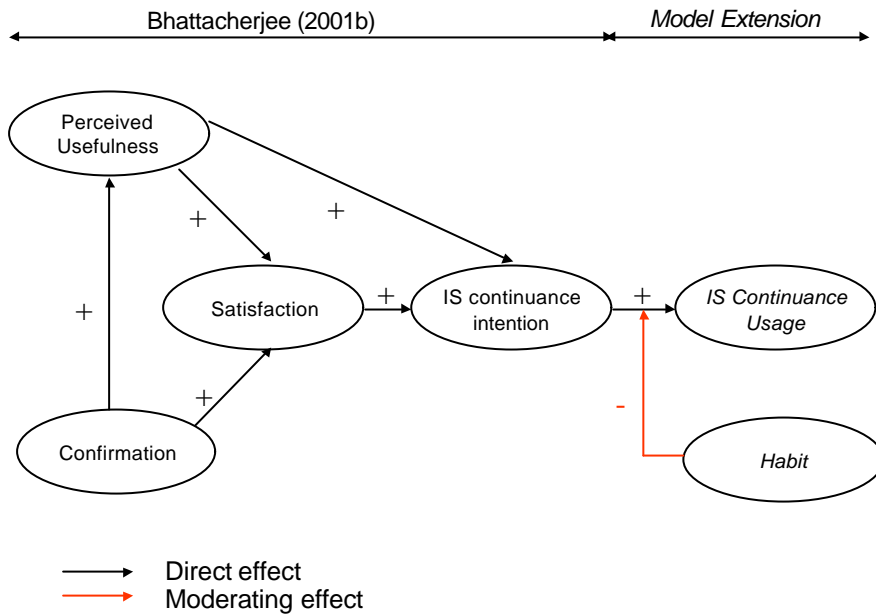 Bhattacherjee (2001b)
Model Extension
Perceived
Usefulness
+
+
+
Satisfaction
+
IS continuance
intention
+
IS Continuance
Usage
+
-
Confirmation
Habit
Direct effect
Moderating effect